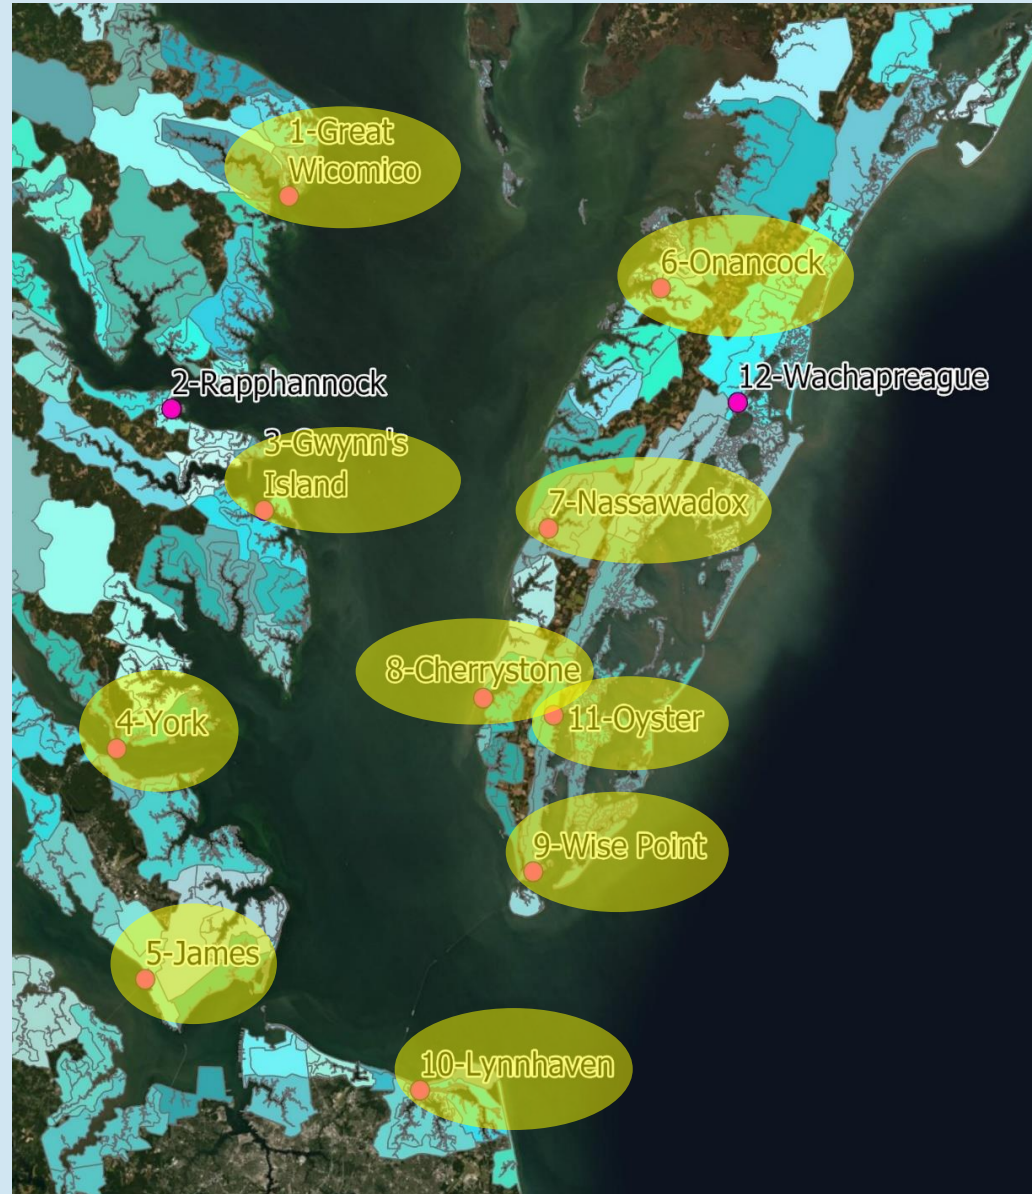 1-Great
Wicomico
6-Onancock
2-Rapphannock
12-Wachapreague
3-Gwynn's
Island
7-Nassawadox
8-Cherrystone
11-Oyster
4-York
9-Wise Point
5-James
10-Lynnhaven